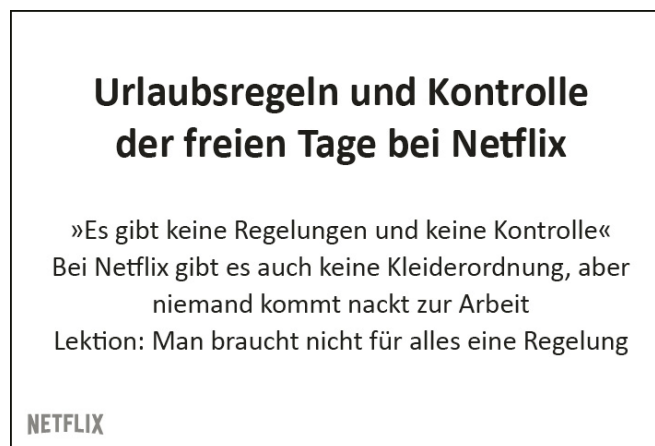 Urlaubsregeln und Kontrolle
der freien Tage bei Netflix
»Es gibt keine Regelungen und keine Kontrolle«
Bei Netflix gibt es auch keine Kleiderordnung, aber
niemand kommt nackt zur Arbeit
Lektion: Man braucht nicht für alles eine Regelung
NETFLIX